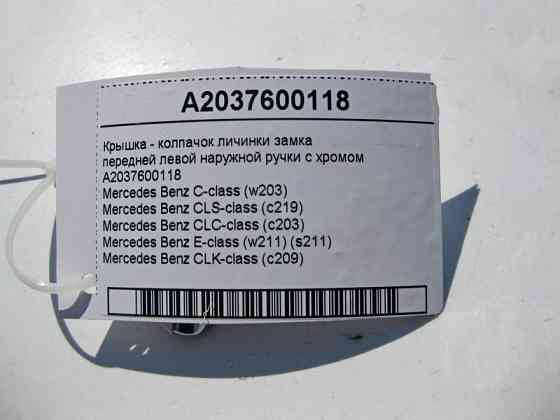 A2037600118
Крышка - колпачок личинки замка
передней левой наружной ручки с хромом
A2037600118
Mercedes Benz C-class (w203)
Mercedes Benz CLS-class (c219)
Mercedes Benz CLC-class (c203)
Mercedes Benz E-class (w211) (s211)
Mercedes Benz CLK-class (c209)